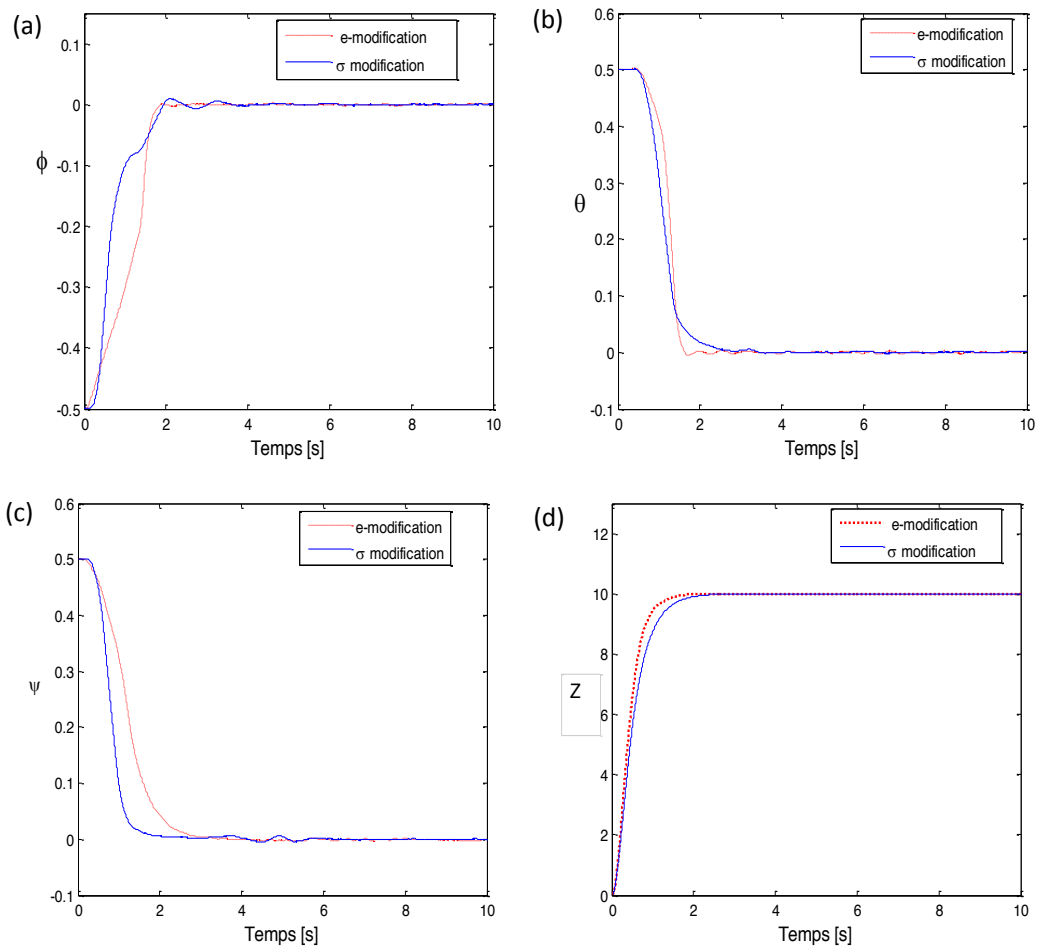 (a)
0.1
0
-0.1
-0.2
-0.3
-0.4
-0.5
ϕ
e-modification
σ modification
0 2 4 6 8 10
Temps [s]
(b)
0.6
0.5
0.4
0.3
0.2
0.1
0
-0.1
θ
e-modification
σ modification
0 2 4 6 8 10
Temps [s]
(c)
0.6
0.5
0.4
0.3
0.2
0.1
0
-0.1
ψ
e-modification
σ modification
0 2 4 6 8 10
Temps [s]
(d)
12
10
8
6
4
2
0
Z
e-modification
σ modification
0 2 4 6 8 10
Temps [s]